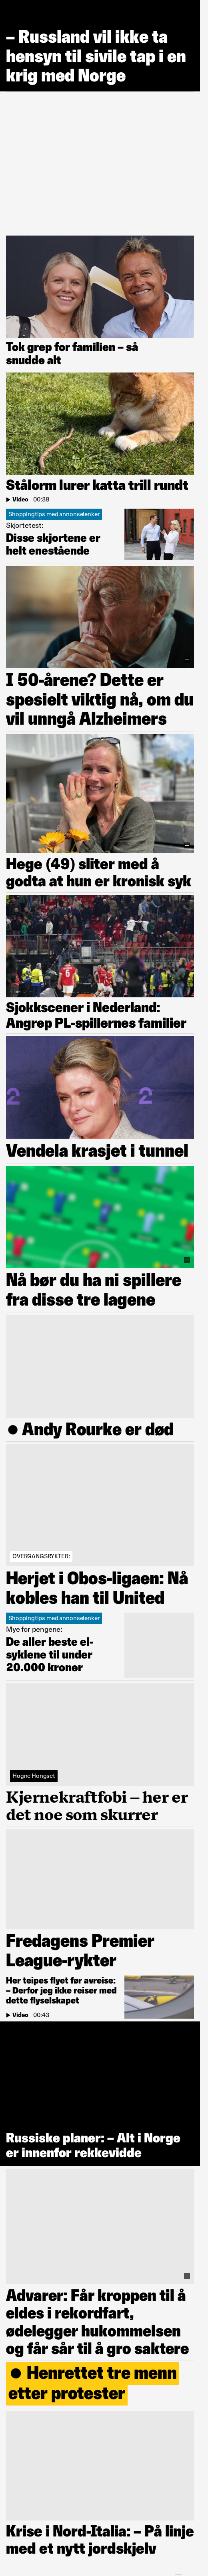 – Russland vil ikke ta
hensyn til sivile tap i en
krig med Norge
Tok grep for familien – så
snudde alt
Stålorm lurer katta trill rundt
Video | 00:38
Shoppingtips med annonselenker
Skjortetest:
Disse skjortene er
helt enestående
I 50-årene? Dette er
spesielt viktig nå, om du
vil unngå Alzheimers
Hege (49) sliter med å
godta at hun er kronisk syk
Sjokkscener i Nederland:
Angrep PL-spillernes familier
Vendela krasjet i tunnel
Nå bør du ha ni spillere
fra disse tre lagene
● Andy Rourke er død
OVERGANGSRYKTER:
Herjet i Obos-ligaen: Nå
kobles han til United
Shoppingtips med annonselenker
Mye for pengene:
De aller beste el-
syklene til under
20.000 kroner
Hogne Hongset
Kjernekraftfobi – her er
det noe som skurrer
Fredagens Premier
League-rykter
Her teipes flyet før avreise:
– Derfor jeg ikke reiser med
dette flyselskapet
Video | 00:43
Russiske planer: – Alt i Norge
er innenfor rekkevidde
Advarer: Får kroppen til å
eldes i rekordfart,
ødelegger hukommelsen
og får sår til å gro saktere
● Henrettet tre menn
etter protester
Krise i Nord-Italia: – På linje
med et nytt jordskjelv